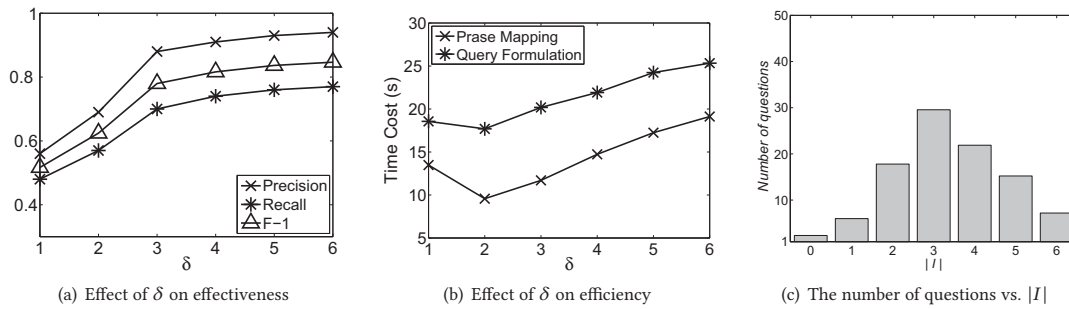 1
0.8
0.6
0.4
1 2 3 4 5 6
δ
Precision
Recall
F−1
(a) Effect of δ on effectiveness
30
25
20
15
10
5
Time Cost (s)
1 2 3 4 5 6
δ
Prase Mapping
Query Formulation
(b) Effect of δ on efficiency
50
40
30
20
10
1
Number of questions
0 1 2 3 4 5 6
| I |
(c) The number of questions vs. |I|